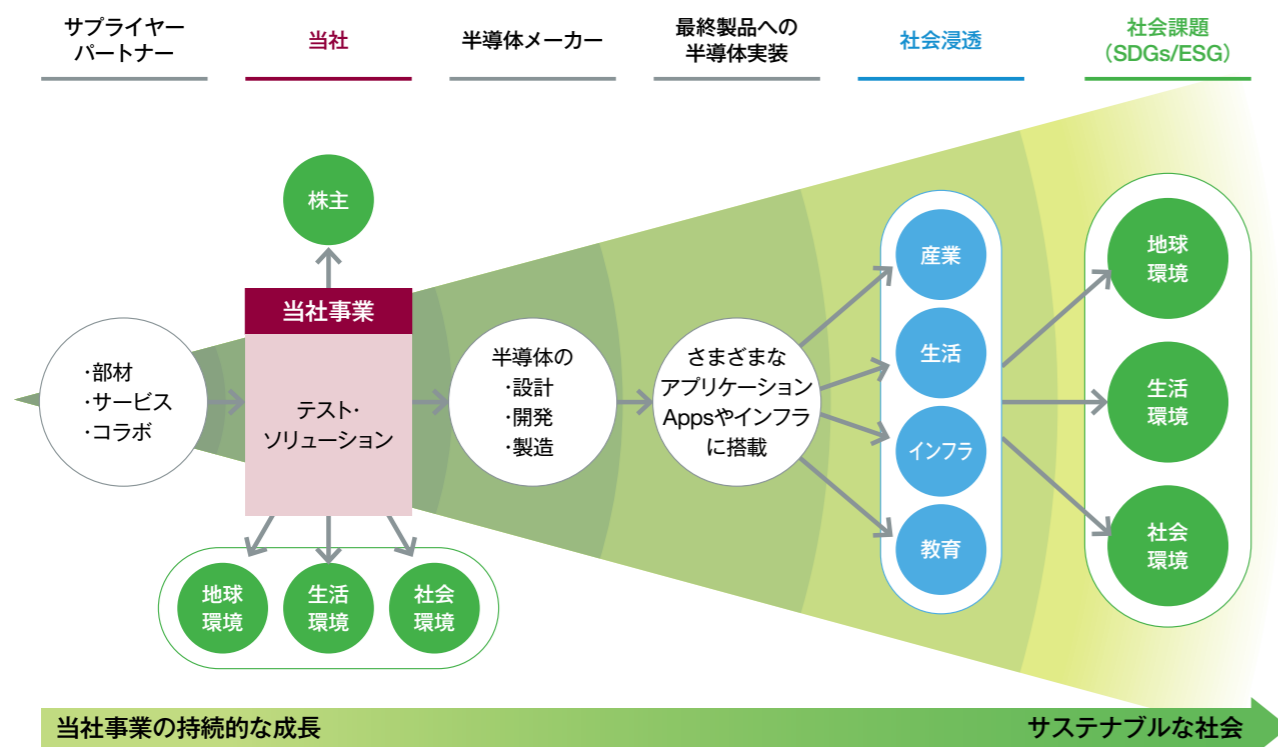 サプライヤー
パートナー
当社
半導体メーカー
最終製品への
半導体実装
社会浸透
社会課題
（SDGs/ESG）
株主
当社事業
テスト・
ソリューション
・部材
・サービス
・コラボ
半導体の
・設計
・開発
・製造
さまざまな
アプリケーション
Appsやインフラ
に搭載
産業
生活
インフラ
教育
地球
環境
生活
環境
社会
環境
地球
環境
生活
環境
社会
環境
当社事業の持続的な成長
サステナブルな社会